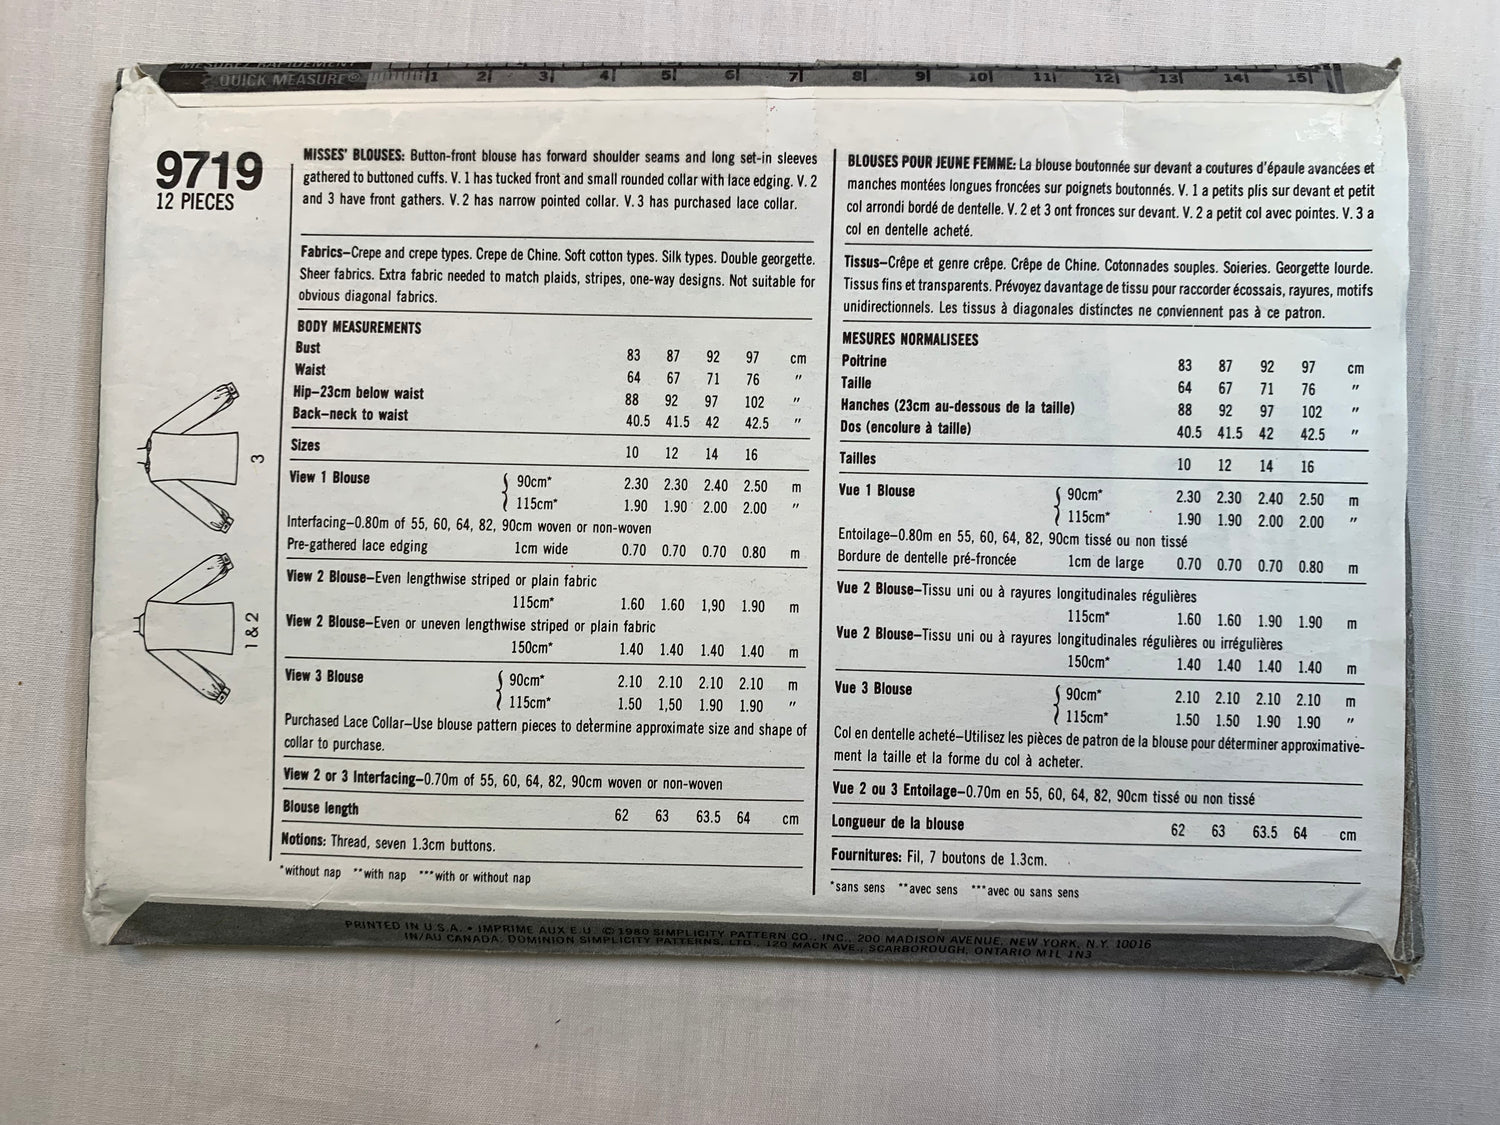 MESUREZ RAPIDEMENT
QUICK MEASURE® 1 2 3 4 5 6 7 8 9 10 11 12 13 14 15
9719
12 PIECES
3
1 & 2
MISSES' BLOUSES: Button-front blouse has forward shoulder seams and long set-in sleeves
gathered to buttoned cuffs. V. 1 has tucked front and small rounded collar with lace edging. V. 2
and 3 have front gathers. V. 2 has narrow pointed collar. V. 3 has purchased lace collar.
Fabrics–Crepe and crepe types. Crepe de Chine. Soft cotton types. Silk types. Double georgette.
Sheer fabrics. Extra fabric needed to match plaids, stripes, one-way designs. Not suitable for
obvious diagonal fabrics.
BODY MEASUREMENTS
Bust 83 87 92 97 cm
Waist 64 67 71 76 "
Hip–23cm below waist 88 92 97 102 "
Back–neck to waist 40.5 41.5 42 42.5 "
Sizes 10 12 14 16
View 1 Blouse { 90cm* 2.30 2.30 2.40 2.50 m
115cm* 1.90 1.90 2.00 2.00 "
Interfacing–0.80m of 55, 60, 64, 82, 90cm woven or non-woven
Pre-gathered lace edging 1cm wide 0.70 0.70 0.70 0.80 m
View 2 Blouse–Even lengthwise striped or plain fabric
115cm* 1.60 1.60 1,90 1.90 m
View 2 Blouse–Even or uneven lengthwise striped or plain fabric
150cm* 1.40 1.40 1.40 1.40 m
View 3 Blouse { 90cm* 2.10 2.10 2.10 2.10 m
115cm* 1.50 1,50 1.90 1.90 "
Purchased Lace Collar–Use blouse pattern pieces to determine approximate size and shape of
collar to purchase.
View 2 or 3 Interfacing–0.70m of 55, 60, 64, 82, 90cm woven or non-woven
Blouse length 62 63 63.5 64 cm
Notions: Thread, seven 1.3cm buttons.
*without nap **with nap ***with or without nap
BLOUSES POUR JEUNE FEMME: La blouse boutonnée sur devant a coutures d'épaule avancées et
manches montées longues froncées sur poignets boutonnés. V. 1 a petits plis sur devant et petit
col arrondi bordé de dentelle. V. 2 et 3 ont fronces sur devant. V. 2 a petit col avec pointes. V. 3 a
col en dentelle acheté.
Tissus–Crêpe et genre crêpe. Crêpe de Chine. Cotonnades souples. Soieries. Georgette lourde.
Tissus fins et transparents. Prévoyez davantage de tissu pour raccorder écossais, rayures, motifs
unidirectionnels. Les tissus à diagonales distinctes ne conviennent pas à ce patron.
MESURES NORMALISEES
Poitrine 83 87 92 97 cm
Taille 64 67 71 76 "
Hanches (23cm au-dessous de la taille) 88 92 97 102 "
Dos (encolure à taille) 40.5 41.5 42 42.5 "
Tailles 10 12 14 16
Vue 1 Blouse { 90cm* 2.30 2.30 2.40 2.50 m
115cm* 1.90 1.90 2.00 2.00 "
Entoilage–0.80m en 55, 60, 64, 82, 90cm tissé ou non tissé
Bordure de dentelle pré-froncée 1cm de large 0.70 0.70 0.70 0.80 m
Vue 2 Blouse–Tissu uni ou à rayures longitudinales régulières
115cm* 1.60 1.60 1.90 1.90 m
Vue 2 Blouse–Tissu uni ou à rayures longitudinales régulières ou irrégulières
150cm* 1.40 1.40 1.40 1.40 m
Vue 3 Blouse { 90cm* 2.10 2.10 2.10 2.10 m
115cm* 1.50 1.50 1.90 1.90 "
Col en dentelle acheté–Utilisez les pièces de patron de la blouse pour déterminer approximative-
ment la taille et la forme du col à acheter.
Vue 2 ou 3 Entoilage–0.70m en 55, 60, 64, 82, 90cm tissé ou non tissé
Longueur de la blouse 62 63 63.5 64 cm
Fournitures: Fil, 7 boutons de 1.3cm.
*sans sens **avec sens ***avec ou sans sens
PRINTED IN U.S.A. • IMPRIME AUX E.U. © 1980 SIMPLICITY PATTERN CO., INC., 200 MADISON AVENUE, NEW YORK, N.Y. 10016
IN/AU CANADA: DOMINION SIMPLICITY PATTERNS, LTD., 120 MACK AVE., SCARBOROUGH, ONTARIO M1L 1N3